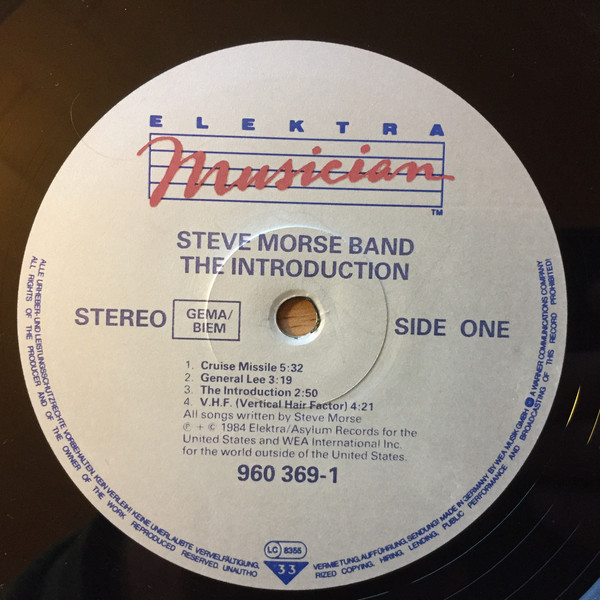 ELEKTRA
Musician
TM
STEVE MORSE BAND
THE INTRODUCTION
STEREO
GEMA/
BIEM
SIDE ONE
1. Cruise Missile 5:32
2. General Lee 3:19
3. The Introduction 2:50
4. V.H.F. (Vertical Hair Factor) 4:21
All songs written by Steve Morse
℗ + © 1984 Elektra/Asylum Records for the
United States and WEA International Inc.
for the world outside of the United States.
960 369-1
LC 8355
33
ALLE URHEBER- UND LEISTUNGSSCHUTZRECHTE VORBEHALTEN. KEIN VERLEIH! KEINE UNERLAUBTE VERVIELFÄLTIGUNG, VERMIETUNG, AUFFÜHRUNG, SENDUNG! MADE IN GERMANY BY WEA MUSIK GMBH A WARNER COMMUNICATIONS COMPANY
ALL RIGHTS OF THE PRODUCER AND OF THE OWNER OF THE WORK REPRODUCED RESERVED. UNAUTHORIZED COPYING, HIRING, LENDING, PUBLIC PERFORMANCE AND BROADCASTING OF THIS RECORD PROHIBITED!